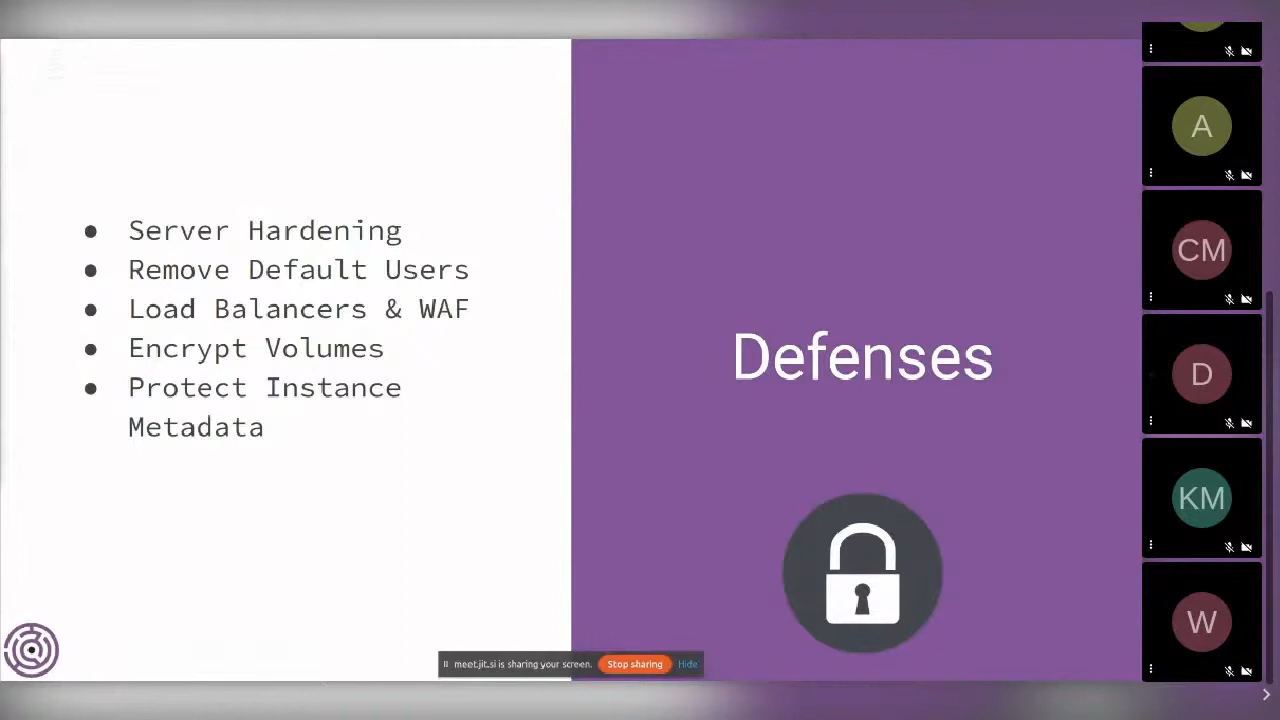 ● Server Hardening
● Remove Default Users
● Load Balancers & WAF
● Encrypt Volumes
● Protect Instance
Metadata
Defenses
meet.jit.si is sharing your screen. Stop sharing Hide
A
CM
D
KM
W